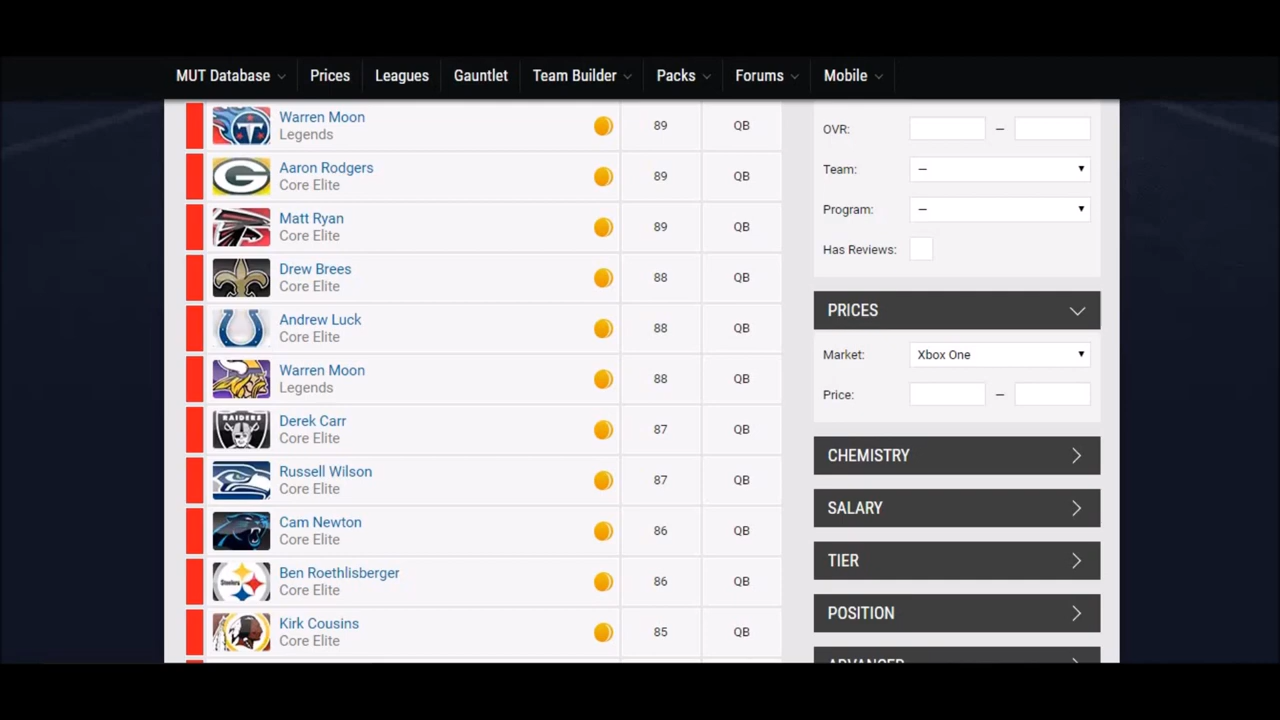 MUT Database Prices Leagues Gauntlet Team Builder Packs Forums Mobile
Warren Moon
Legends
89 QB
Aaron Rodgers
Core Elite
89 QB
Matt Ryan
Core Elite
89 QB
Drew Brees
Core Elite
88 QB
Andrew Luck
Core Elite
88 QB
Warren Moon
Legends
88 QB
Derek Carr
Core Elite
87 QB
RAIDERS
Russell Wilson
Core Elite
87 QB
Cam Newton
Core Elite
86 QB
Ben Roethlisberger
Core Elite
86 QB
Steelers
Kirk Cousins
Core Elite
85 QB
OVR: –
Team: –
Program: –
Has Reviews:
PRICES
Market: Xbox One
Price: –
CHEMISTRY
SALARY
TIER
POSITION
ADVANCED